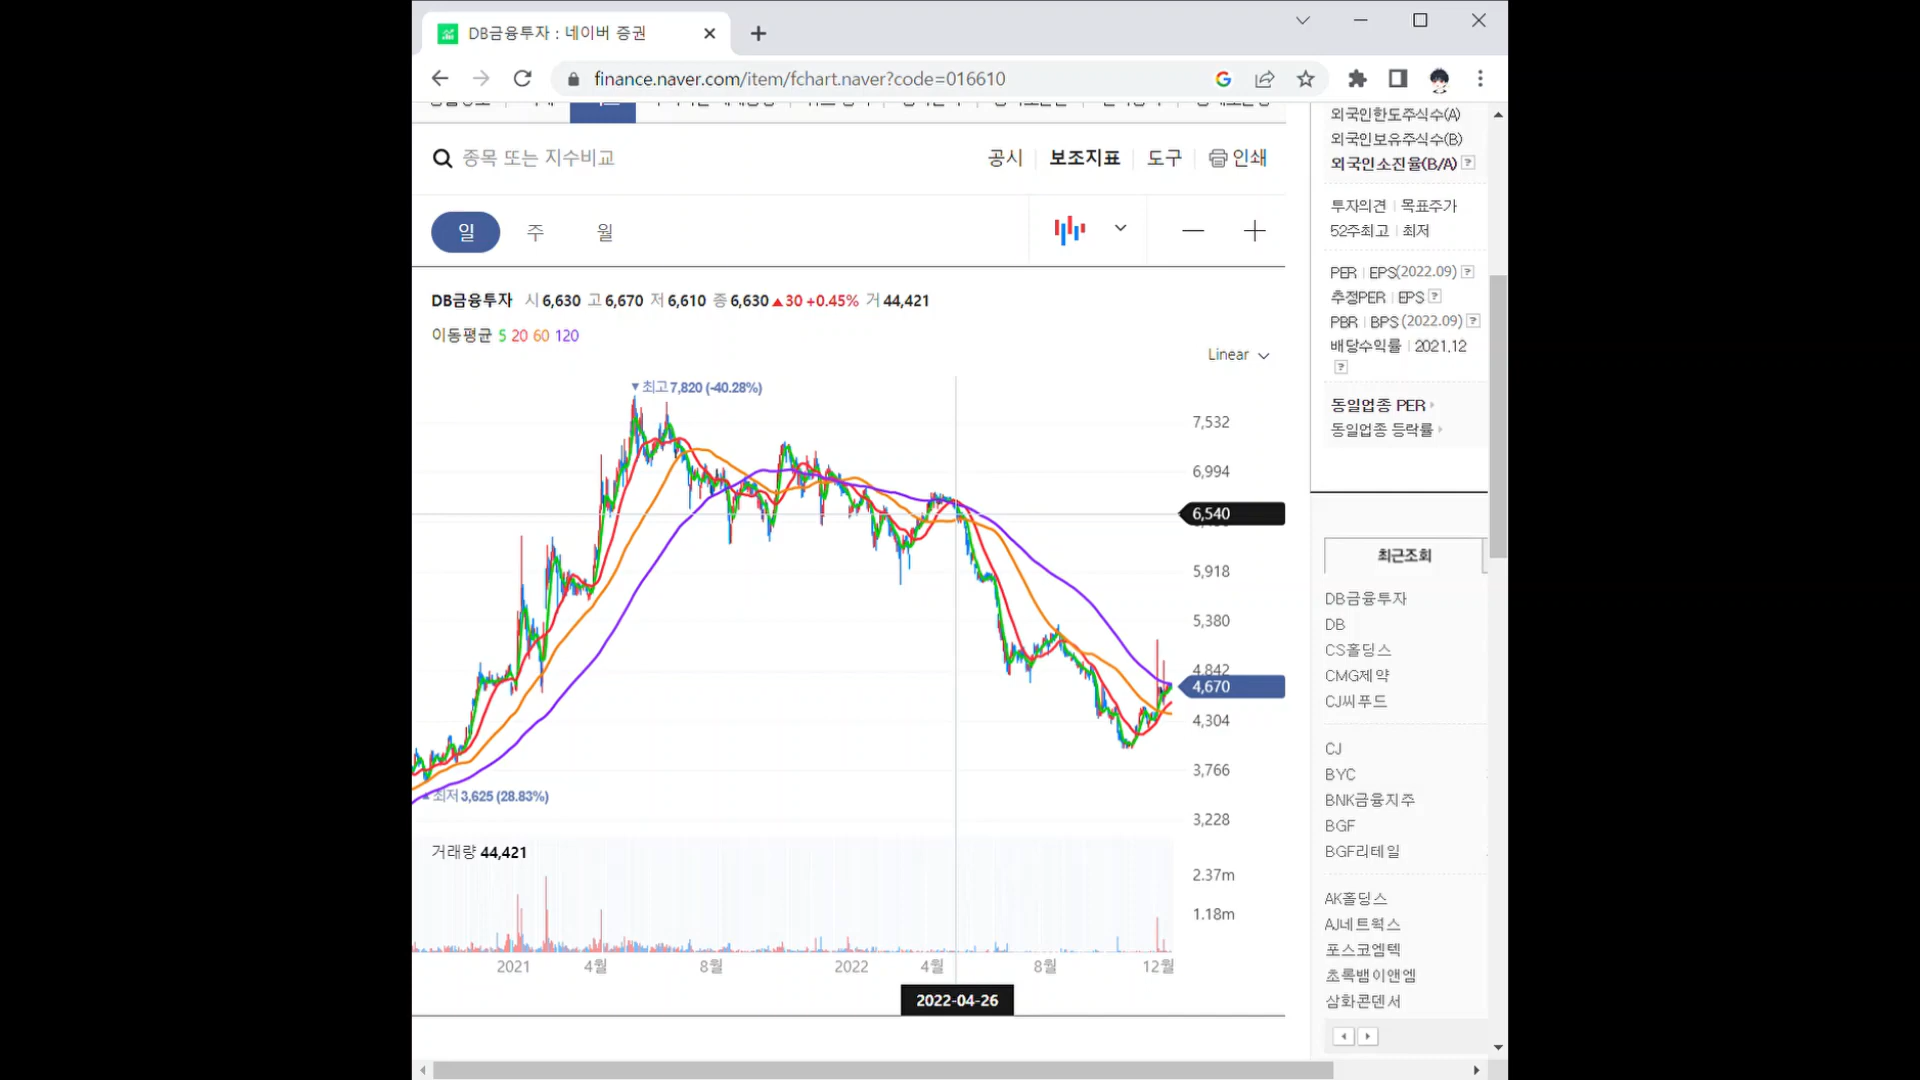 DB금융투자 : 네이버 증권
finance.naver.com/item/fchart.naver?code=016610
종목 또는 지수비교
공시 보조지표 도구 인쇄
일 주 월
DB금융투자 시 6,630 고 6,670 저 6,610 종 6,630 ▲30 +0.45% 거 44,421
이동평균 5 20 60 120
Linear
▼최고 7,820 (-40.28%)
7,532
6,994
6,540
5,918
5,380
4,842
4,670
4,304
3,766
3,228
▲최저 3,625 (28.83%)
거래량 44,421
2.37m
1.18m
2021 4월 8월 2022 4월 8월 12월
2022-04-26
외국인한도주식수(A)
외국인보유주식수(B)
외국인소진율(B/A) ?
투자의견 | 목표주가
52주최고 | 최저
PER | EPS(2022.09) ?
추정PER | EPS ?
PBR | BPS (2022.09) ?
배당수익률 | 2021.12
?
동일업종 PER
동일업종 등락률
최근조회
DB금융투자
DB
CS홀딩스
CMG제약
CJ씨푸드
CJ
BYC
BNK금융지주
BGF
BGF리테일
AK홀딩스
AJ네트웍스
포스코엠텍
초록뱀이앤엠
삼화콘덴서